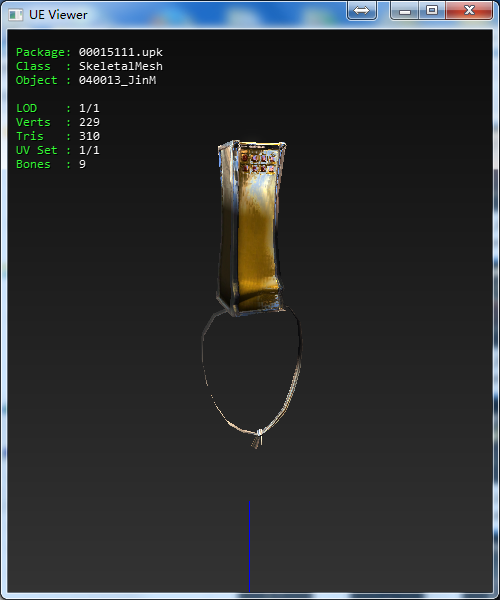 UE Viewer
Package: 00015111.upk
Class : SkeletalMesh
Object : 040013_JinM
LOD : 1/1
Verts : 229
Tris : 310
UV Set : 1/1
Bones : 9